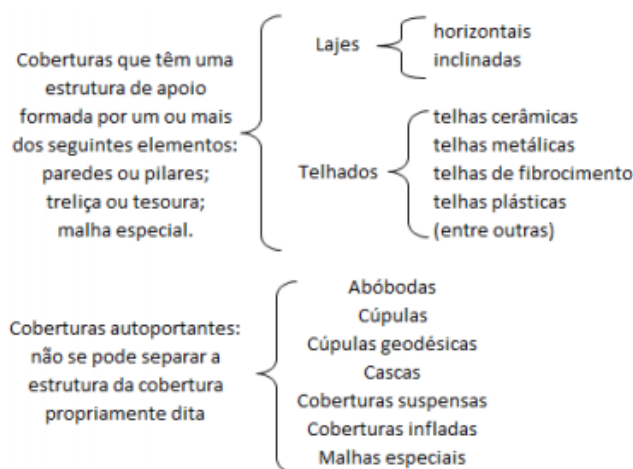 Coberturas que têm uma
estrutura de apoio
formada por um ou mais
dos seguintes elementos:
paredes ou pilares;
treliça ou tesoura;
malha especial.
Lajes
horizontais
inclinadas
Telhados
telhas cerâmicas
telhas metálicas
telhas de fibrocimento
telhas plásticas
(entre outras)
Coberturas autoportantes:
não se pode separar a
estrutura da cobertura
propriamente dita
Abóbodas
Cúpulas
Cúpulas geodésicas
Cascas
Coberturas suspensas
Coberturas infladas
Malhas especiais